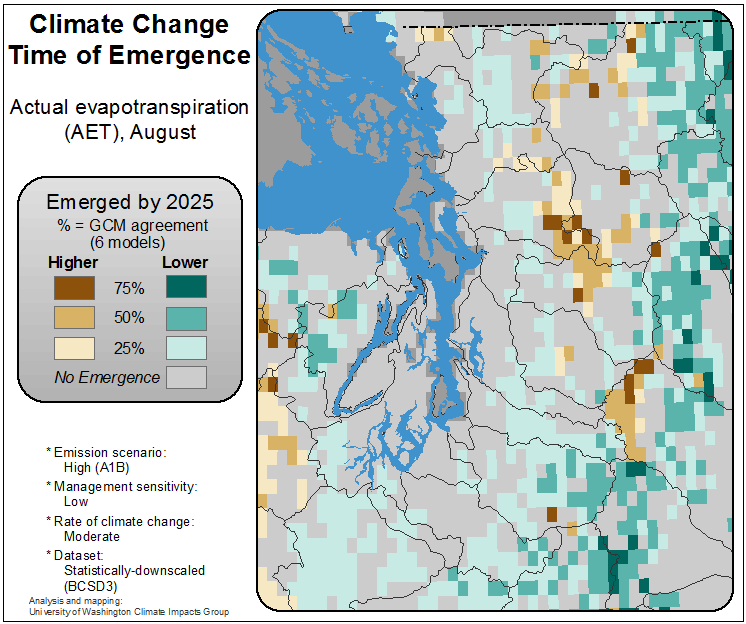 Climate Change
Time of Emergence
Actual evapotranspiration
(AET), August
Emerged by 2025
% = GCM agreement
(6 models)
Higher Lower
75%
50%
25%
No Emergence
* Emission scenario:
High (A1B)
* Management sensitivity:
Low
* Rate of climate change:
Moderate
* Dataset:
Statistically-downscaled
(BCSD3)
Analysis and mapping:
University of Washington Climate Impacts Group